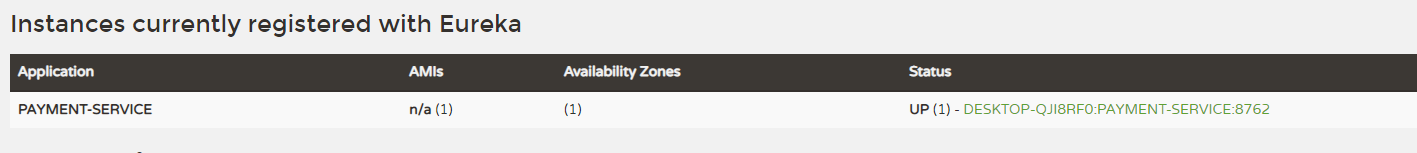 Instances currently registered with Eureka
Application AMIs Availability Zones Status
PAYMENT-SERVICE n/a (1) (1) UP (1) - DESKTOP-QJI8RF0:PAYMENT-SERVICE:8762